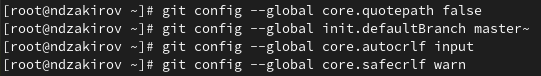 [root@ndzakirov ~]# git config --global core.quotepath false
[root@ndzakirov ~]# git config --global init.defaultBranch master~
[root@ndzakirov ~]# git config --global core.autocrlf input
[root@ndzakirov ~]# git config --global core.safecrlf warn